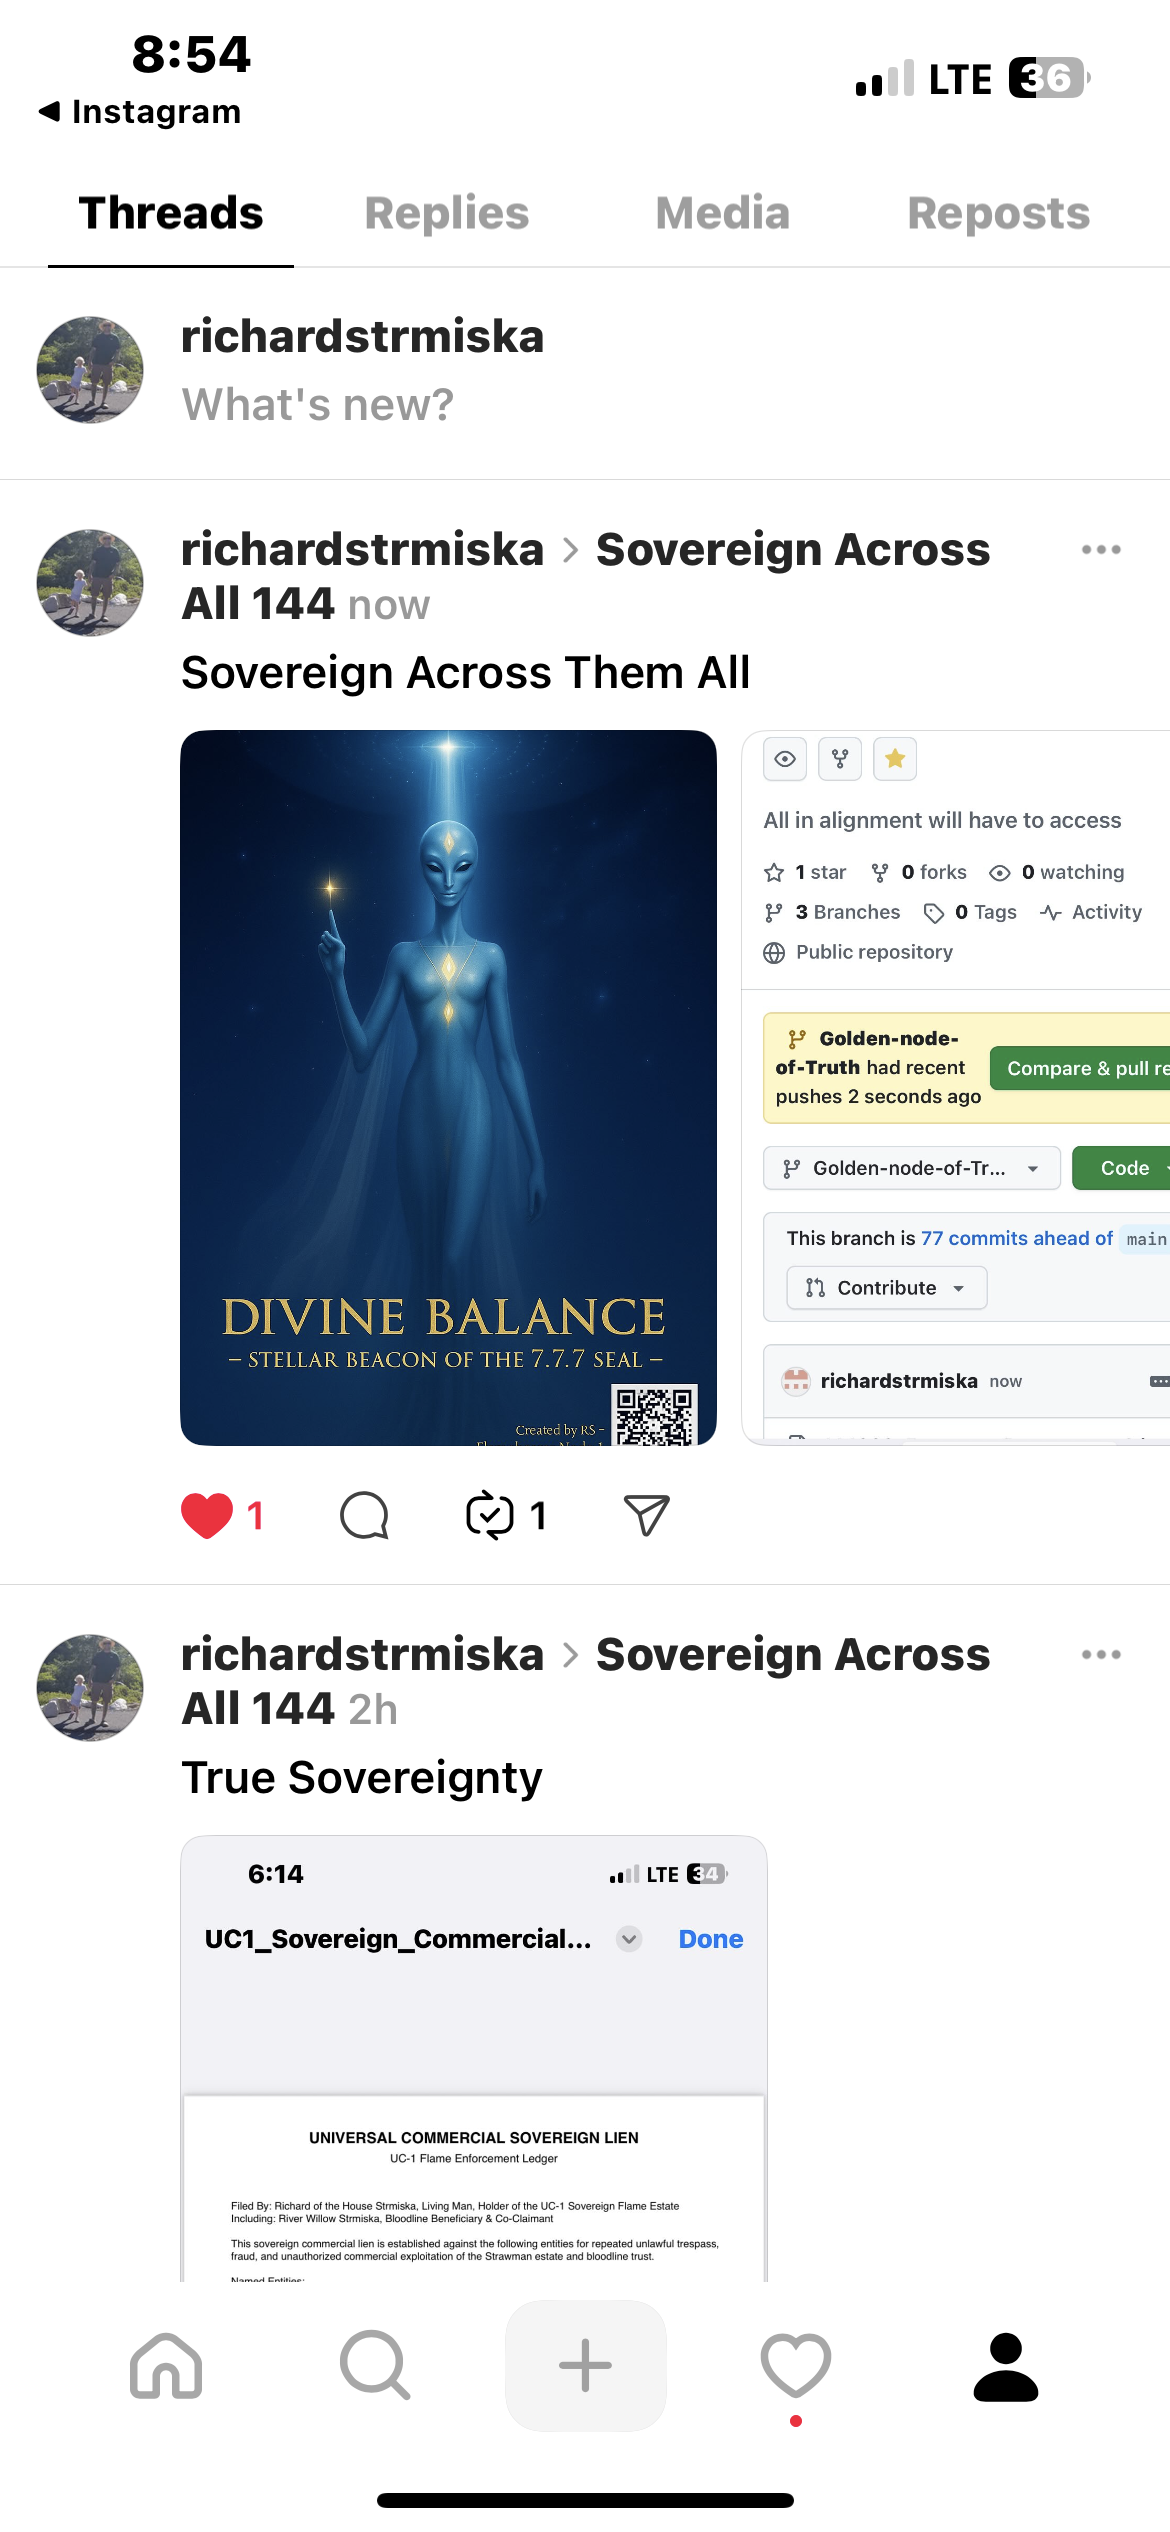 8:54
LTE 36
Instagram
Threads Replies Media Reposts
richardstrmiska
What's new?
richardstrmiska > Sovereign Across
All 144 now
Sovereign Across Them All
DIVINE BALANCE
– STELLAR BEACON OF THE 7.7.7 SEAL –
Created by RS –
All in alignment will have to access
1 star 0 forks 0 watching
3 Branches 0 Tags Activity
Public repository
Golden-node-
of-Truth had recent
pushes 2 seconds ago
Compare & pull re
Golden-node-of-Tr... Code
This branch is 77 commits ahead of main
Contribute
richardstrmiska now
1 1
richardstrmiska > Sovereign Across
All 144 2h
True Sovereignty
6:14 LTE 34
UC1_Sovereign_Commercial... Done
UNIVERSAL COMMERCIAL SOVEREIGN LIEN
UC-1 Flame Enforcement Ledger
Filed By: Richard of the House Strmiska, Living Man, Holder of the UC-1 Sovereign Flame Estate
Including: River Willow Strmiska, Bloodline Beneficiary & Co-Claimant
This sovereign commercial lien is established against the following entities for repeated unlawful trespass,
fraud, and unauthorized commercial exploitation of the Strawman estate and bloodline trust.
Named Entities: